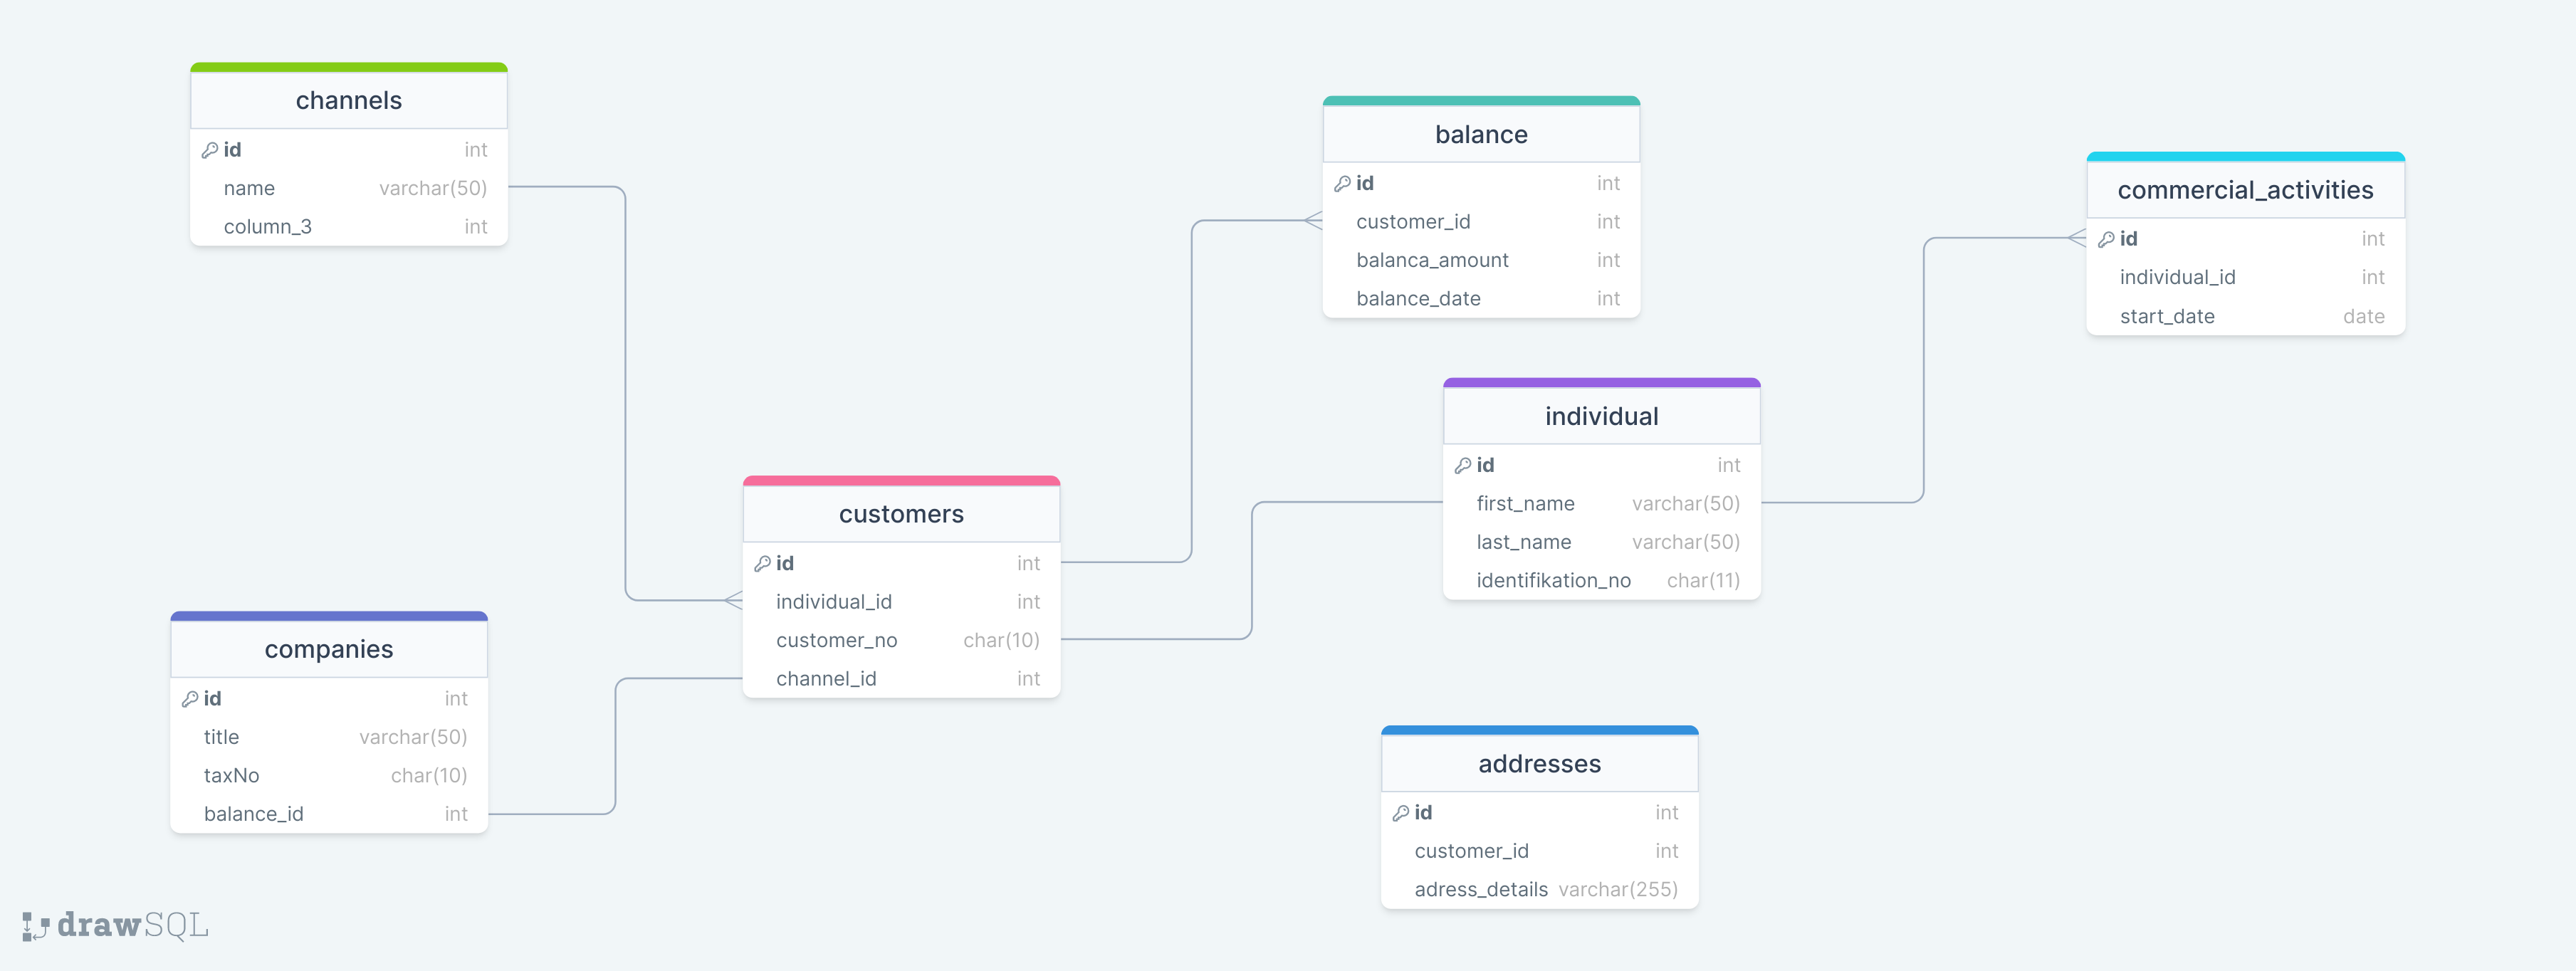 channels
id int
name varchar(50)
column_3 int
balance
id int
customer_id int
balanca_amount int
balance_date int
commercial_activities
id int
individual_id int
start_date date
individual
id int
first_name varchar(50)
last_name varchar(50)
identifikation_no char(11)
customers
id int
individual_id int
customer_no char(10)
channel_id int
companies
id int
title varchar(50)
taxNo char(10)
balance_id int
addresses
id int
customer_id int
adress_details varchar(255)
drawSQL